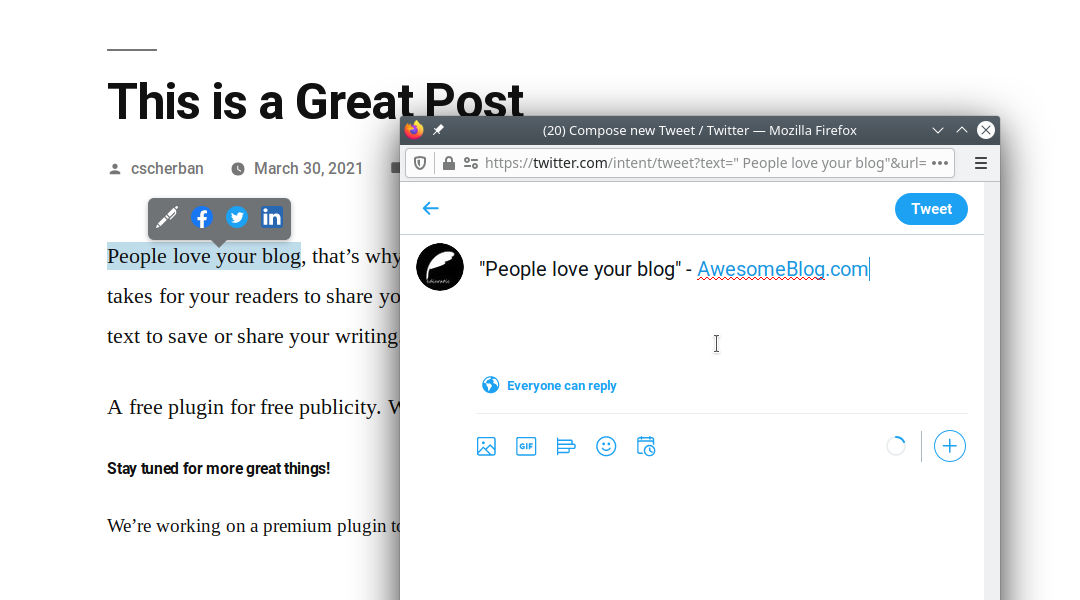 This is a Great Post
cscherban March 30, 2021
People love your blog, that’s why
takes for your readers to share yo
text to save or share your writing
A free plugin for free publicity. W
Stay tuned for more great things!
We’re working on a premium plugin to
(20) Compose new Tweet / Twitter — Mozilla Firefox
https://twitter.com/intent/tweet?text=" People love your blog"&url=
Tweet
"People love your blog" - AwesomeBlog.com
Everyone can reply
GIF